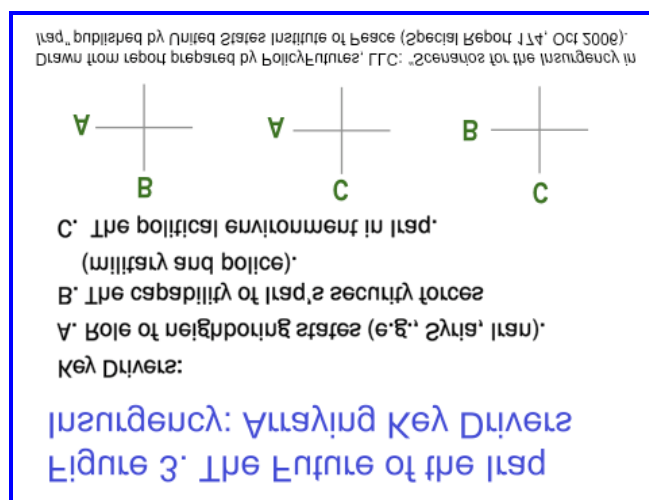 Figure 3. The Future of the Iraq
Insurgency: Arraying Key Drivers
Key Drivers:
A. Role of neighboring states (e.g., Syria, Iran).
B. The capability of Iraq's security forces
(military and police).
C. The political environment in Iraq.
B C C
A A B
Drawn from report prepared by PolicyFutures, LLC: "Scenarios for the Insurgency in
Iraq" published by United States Institute of Peace (Special Report 174, Oct 2006).